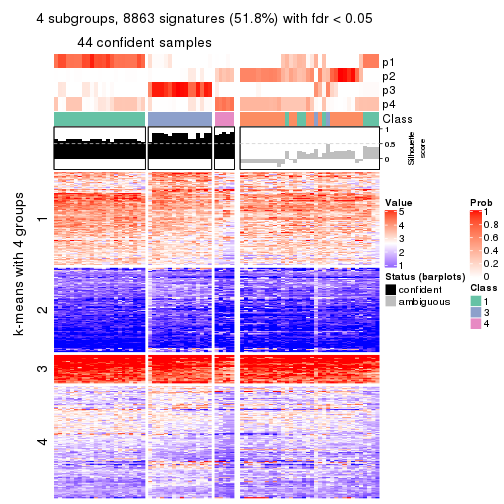 4 subgroups, 8863 signatures (51.8%) with fdr < 0.05
44 confident samples
p1
p2
p3
p4
Class
1
0.5
0
Silhouette
score
k-means with 4 groups
1
2
3
4
Value
5
4
3
2
1
Status (barplots)
confident
ambiguous
Prob
1
0.8
0.6
0.4
0.2
0
Class
1
3
4